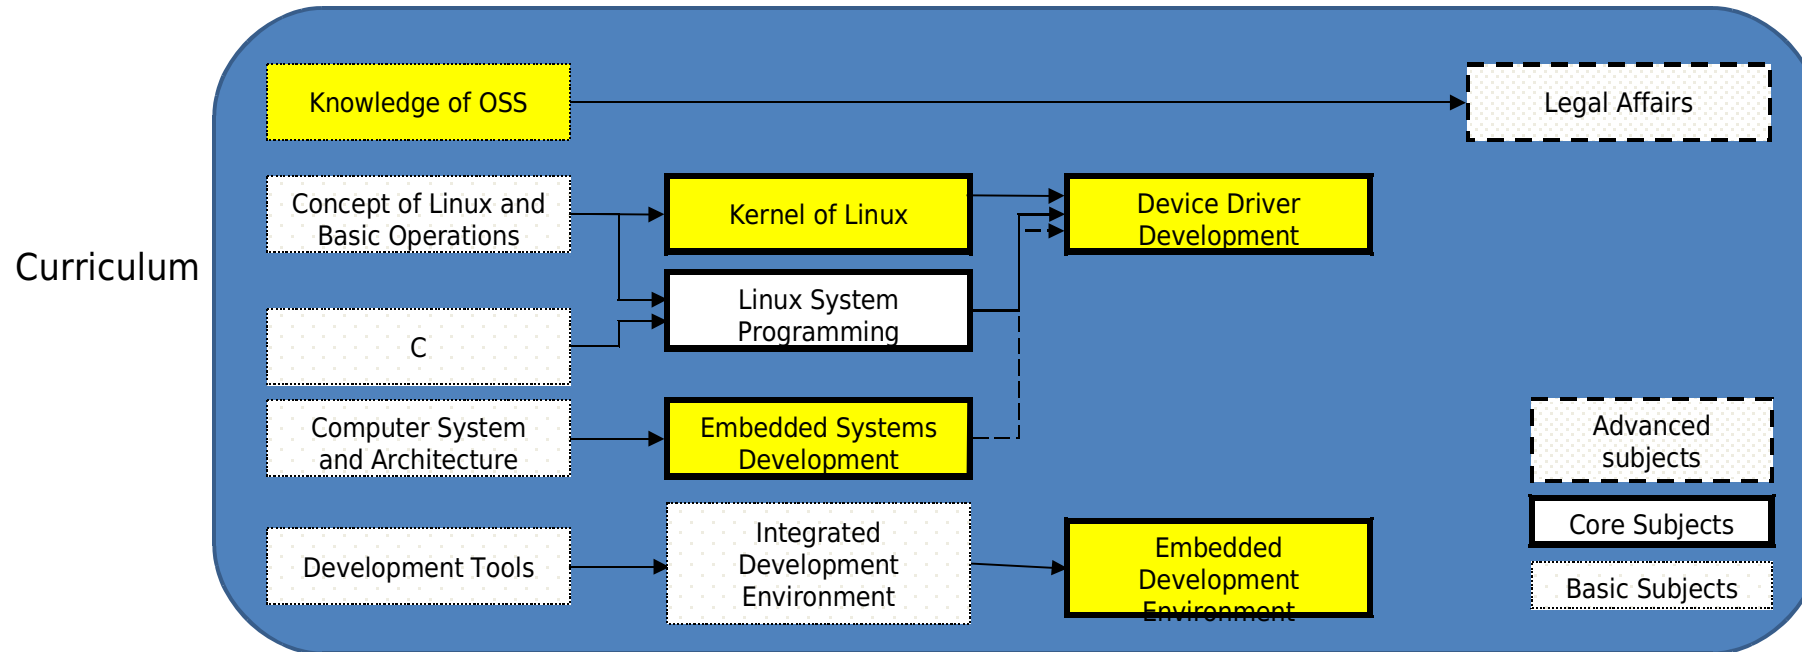 Curriculum
Knowledge of OSS
Legal Affairs
Concept of Linux and
Basic Operations
Kernel of Linux
Device Driver
Development
Linux System
Programming
C
Computer System
and Architecture
Embedded Systems
Development
Development Tools
Integrated
Development
Environment
Embedded
Development
Environment
Advanced
subjects
Core Subjects
Basic Subjects